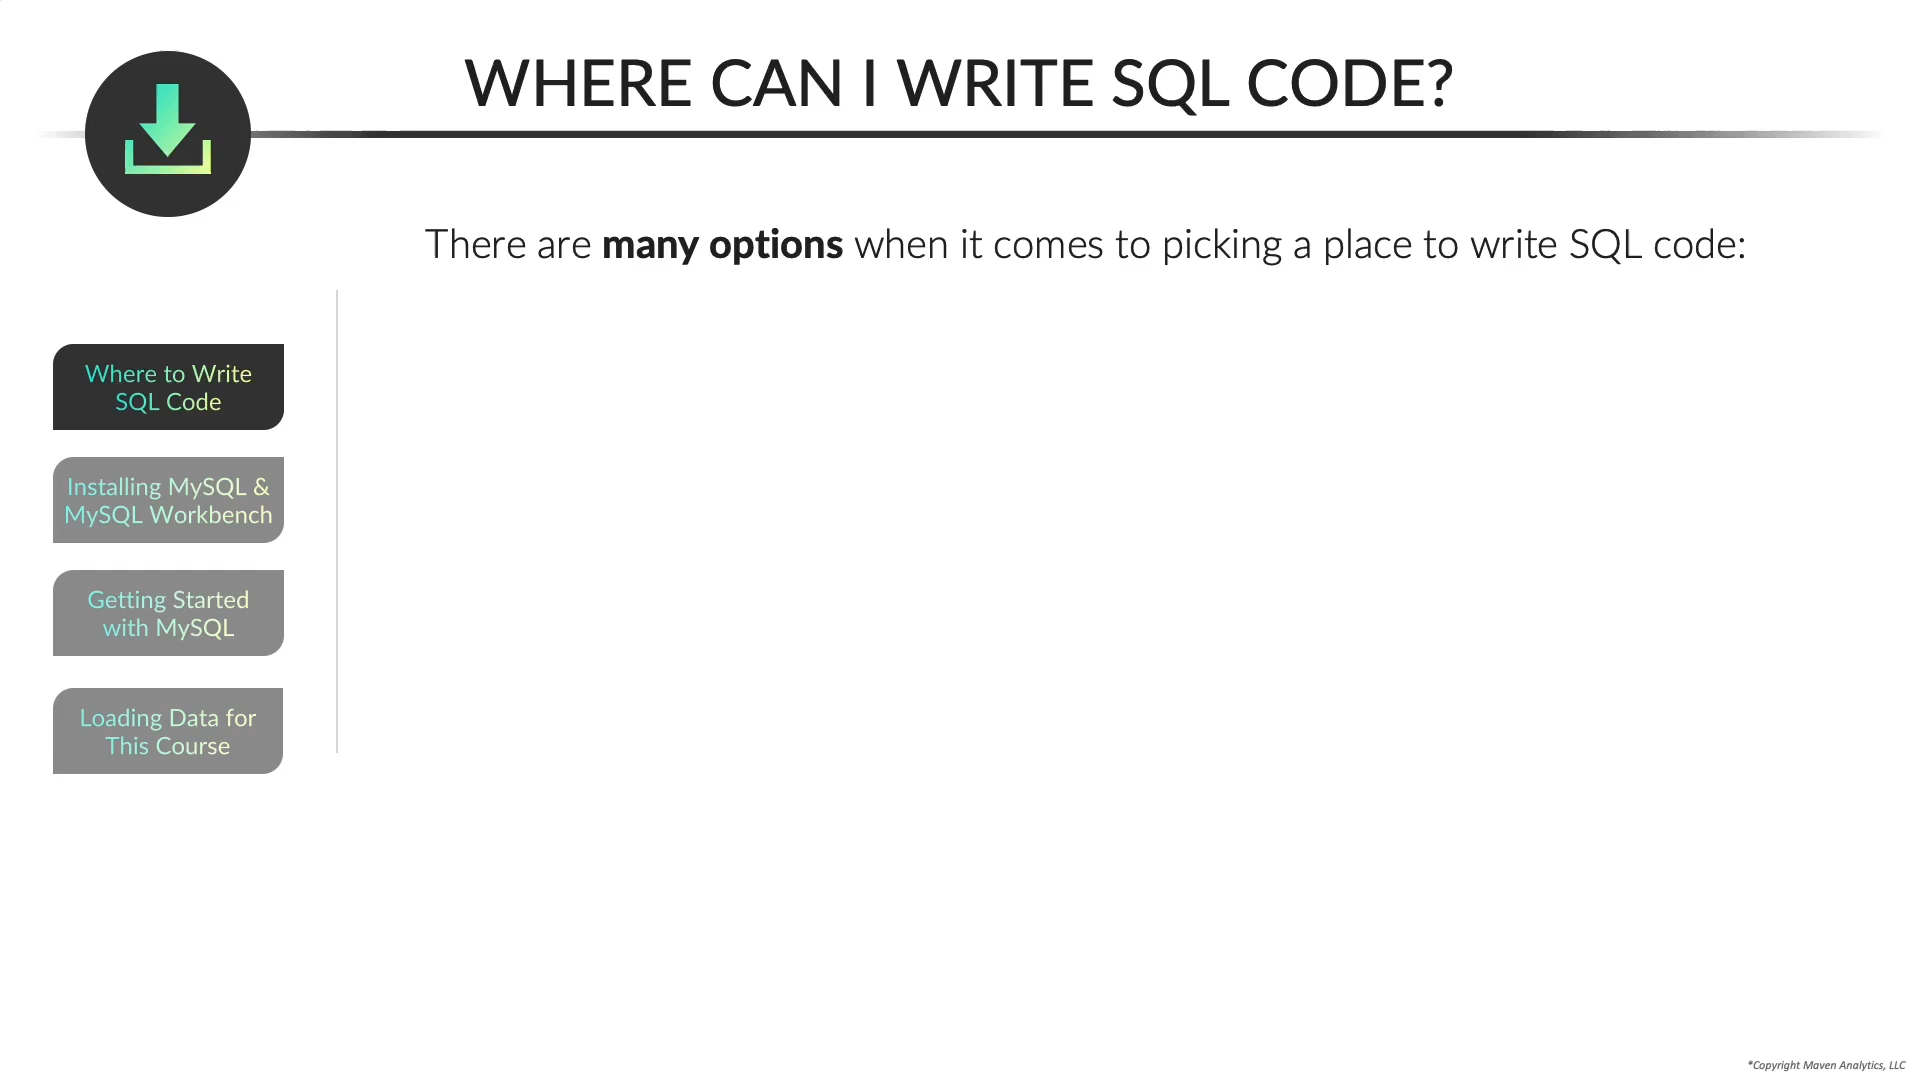 WHERE CAN I WRITE SQL CODE?
There are many options when it comes to picking a place to write SQL code:
Where to Write
SQL Code
Installing MySQL &
MySQL Workbench
Getting Started
with MySQL
Loading Data for
This Course
*Copyright Maven Analytics, LLC